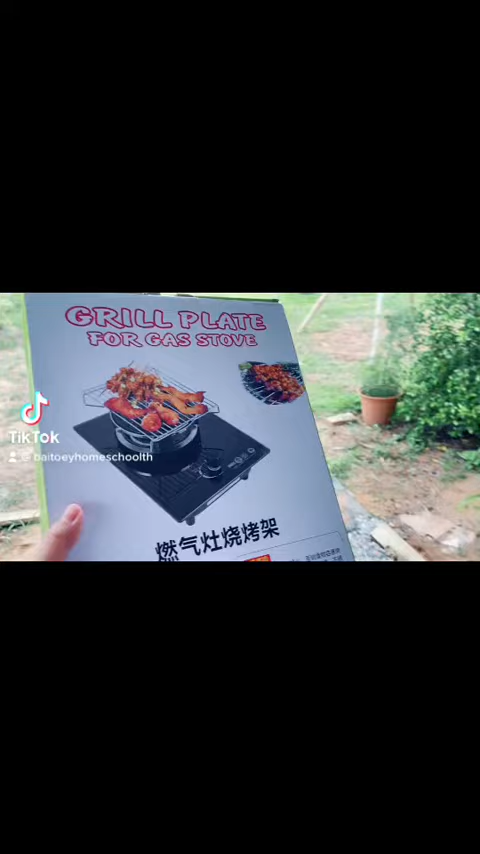 GRILL PLATE
FOR GAS STOVE
TikTok
@baitoeyhomeschoolth
燃气灶烧烤架